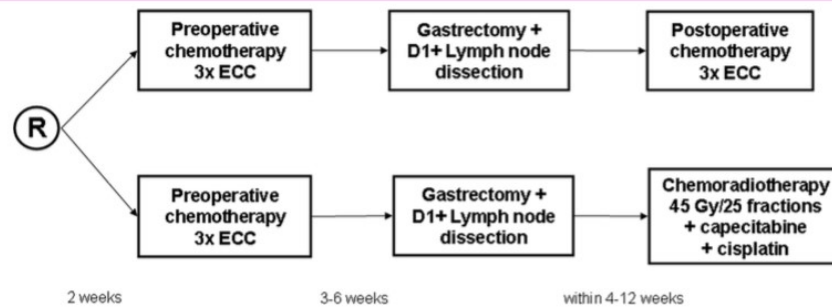 Preoperative
chemotherapy
3x ECC
Gastrectomy +
D1+ Lymph node
dissection
Postoperative
chemotherapy
3x ECC
R
Preoperative
chemotherapy
3x ECC
Gastrectomy +
D1+ Lymph node
dissection
Chemoradiotherapy
45 Gy/25 fractions
+ capecitabine
+ cisplatin
2 weeks
3-6 weeks
within 4-12 weeks